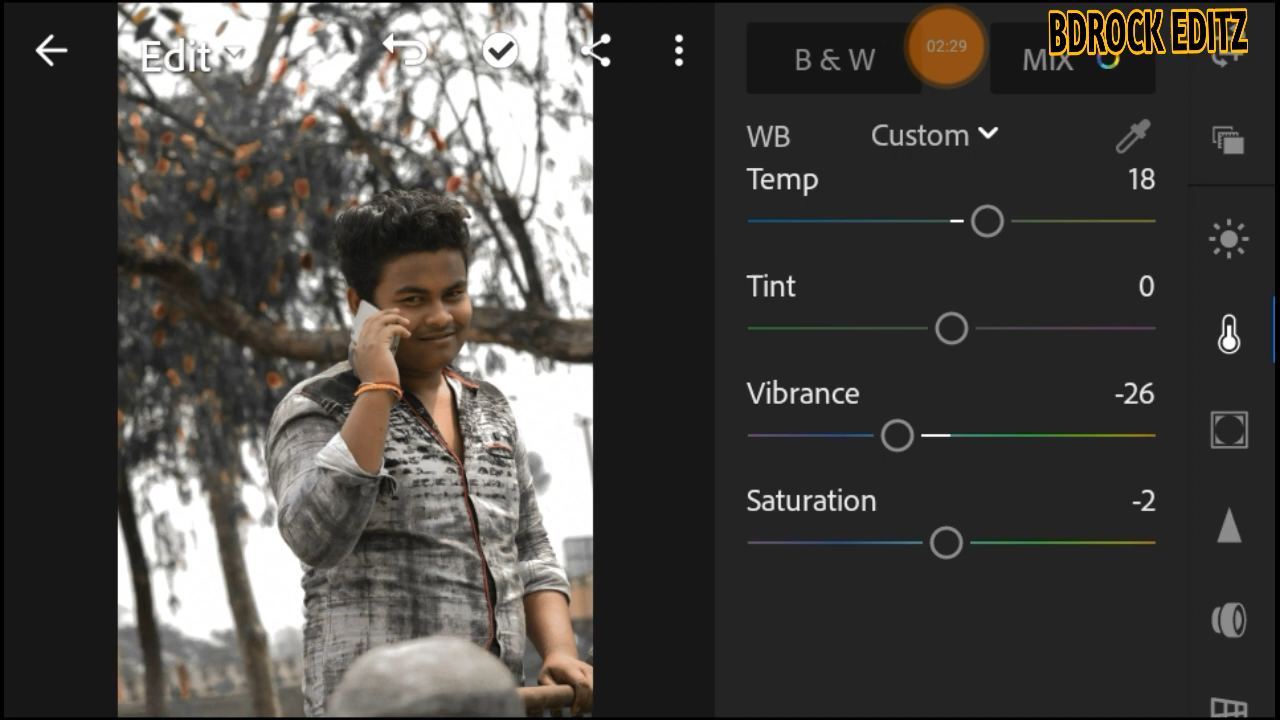 BDROCK EDITZ
Edit
B & W
02:29
MIX
WB
Custom
Temp
18
Tint
0
Vibrance
-26
Saturation
-2